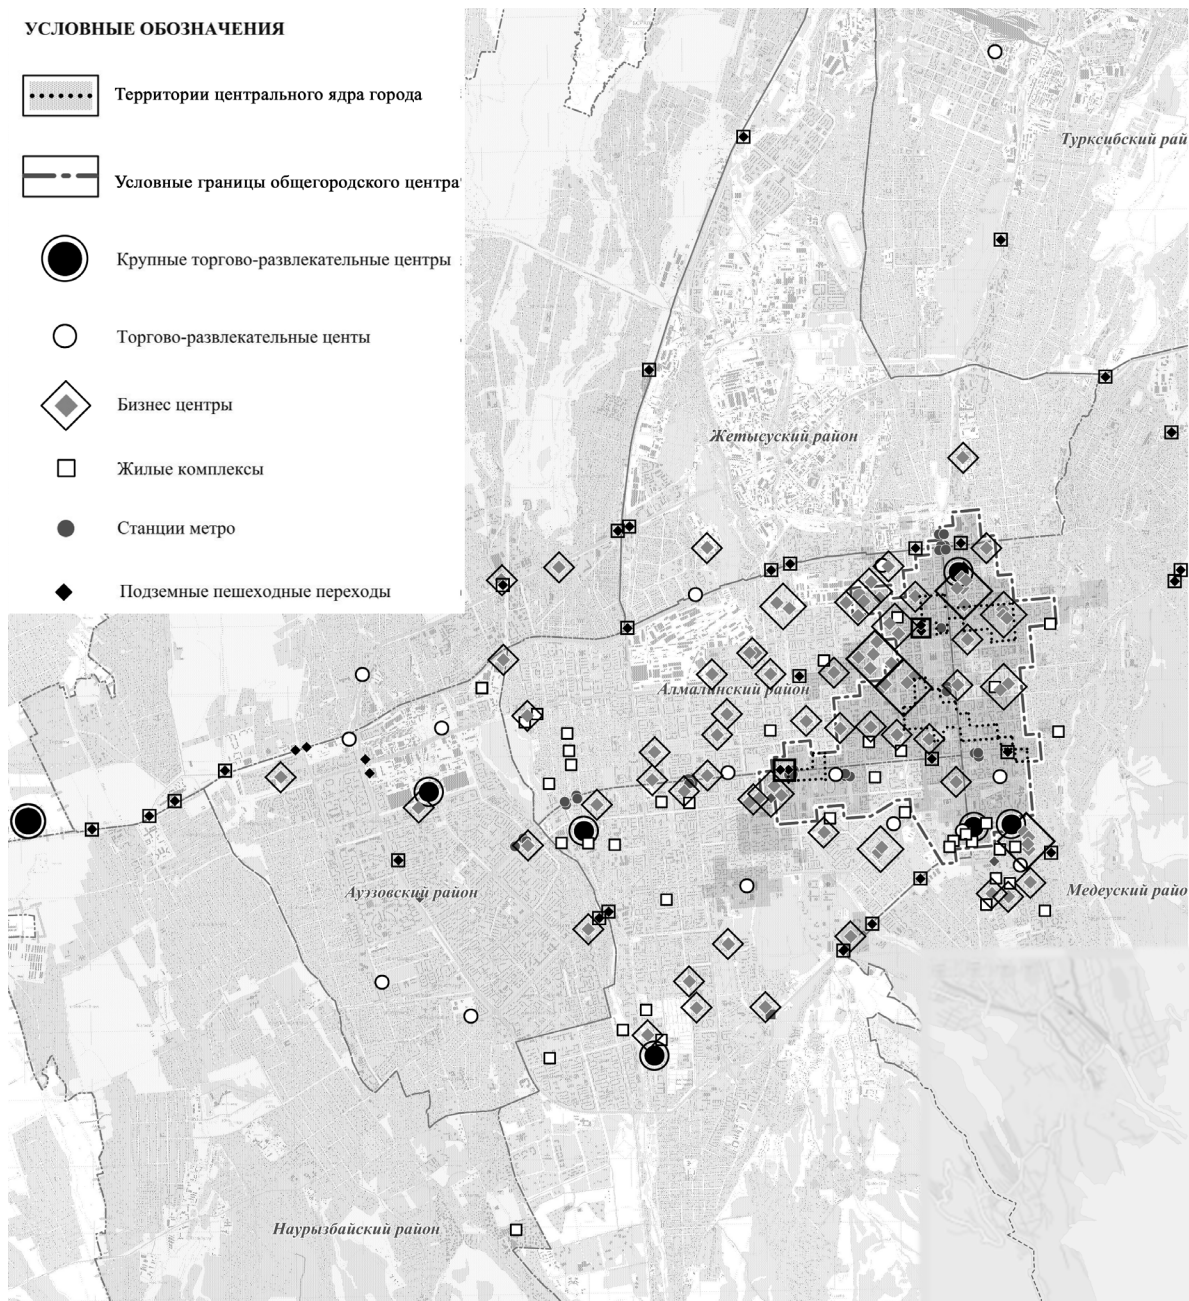 УСЛОВНЫЕ ОБОЗНАЧЕНИЯ
Территории центрального ядра города
Условные границы общегородского центра
Крупные торгово-развлекательные центры
Торгово-развлекательные центы
Бизнес центры
Жилые комплексы
Станции метро
Подземные пешеходные переходы
Турксибский рай
Жетысуский район
Алмалинский район
Ауэзовский район
Медеуский райо
Наурызбайский район